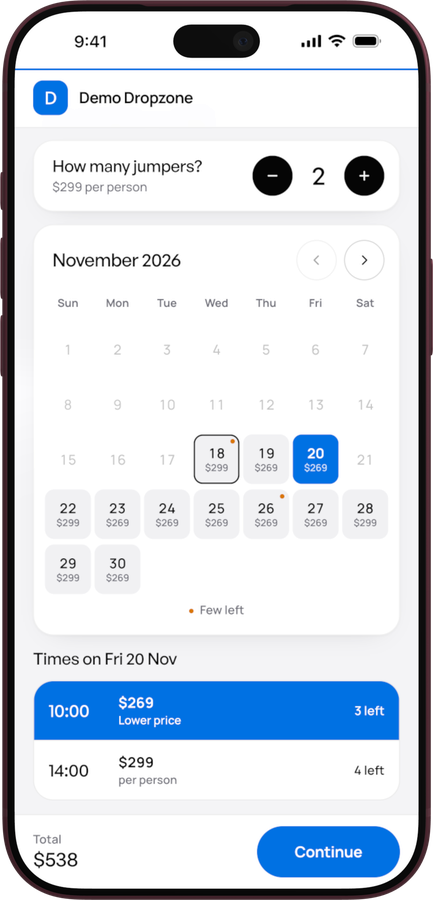 9:41
D Demo Dropzone
How many jumpers?
$299 per person
− 2 +
November 2026
Sun Mon Tue Wed Thu Fri Sat
1 2 3 4 5 6 7
8 9 10 11 12 13 14
15 16 17 18 19 20 21
$299 $269 $269
22 23 24 25 26 27 28
$299 $269 $269 $269 $269 $269 $299
29 30
$299 $269
Few left
Times on Fri 20 Nov
10:00 $269 3 left
Lower price
14:00 $299 4 left
per person
Total
$538
Continue